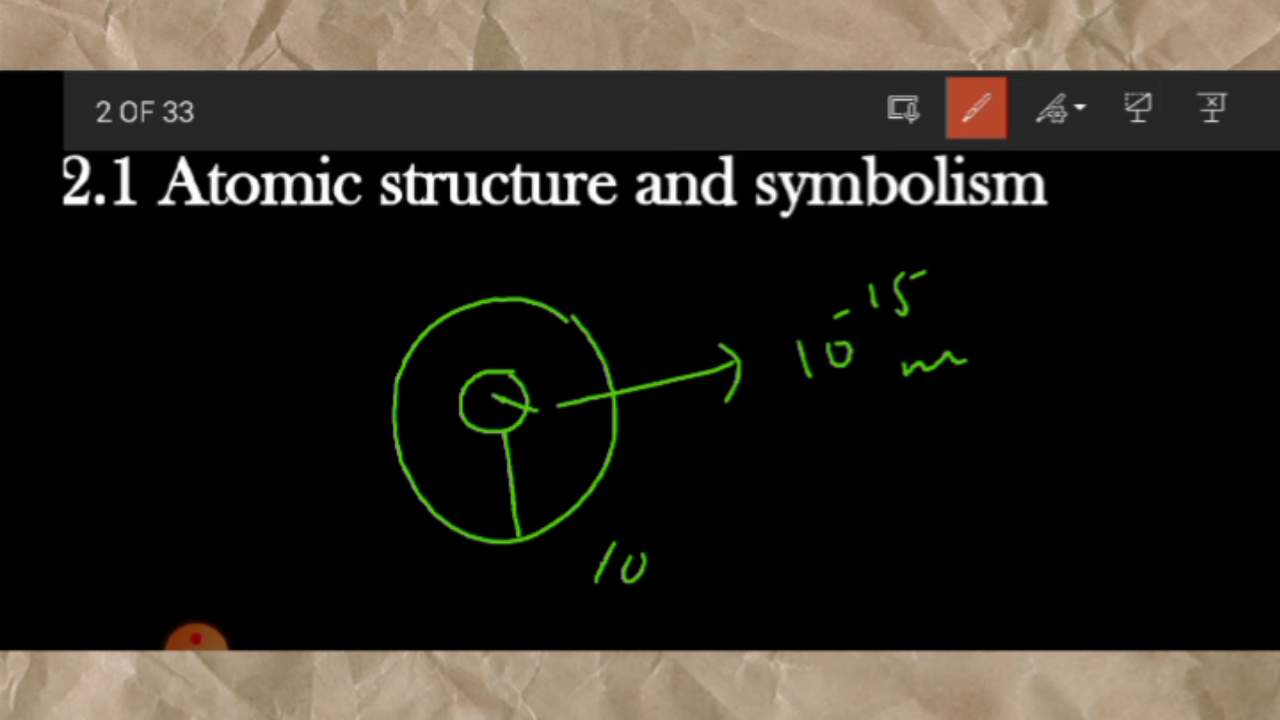 2 OF 33
2.1 Atomic structure and symbolism
10⁻¹⁵ m
10